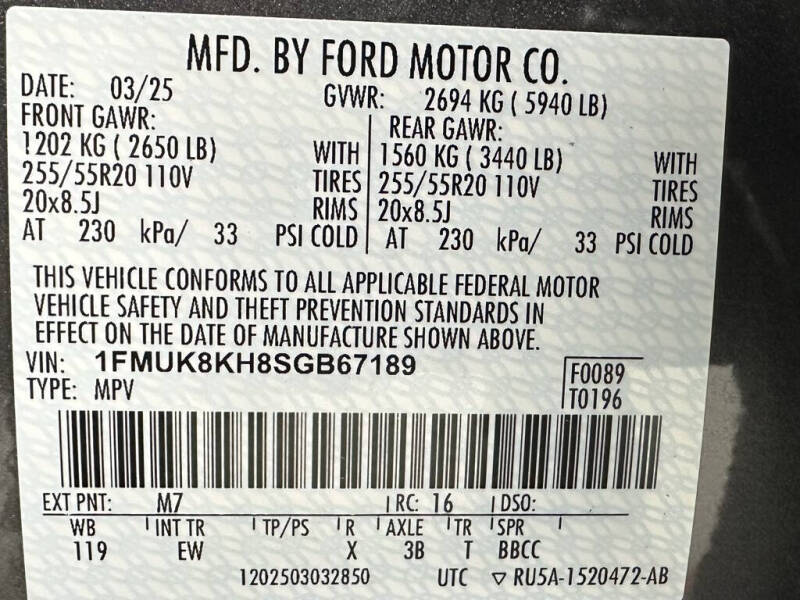 MFD. BY FORD MOTOR CO.
DATE: 03/25 GVWR: 2694 KG ( 5940 LB)
FRONT GAWR: REAR GAWR:
1202 KG ( 2650 LB) WITH 1560 KG ( 3440 LB) WITH
255/55R20 110V TIRES 255/55R20 110V TIRES
20x8.5J RIMS 20x8.5J RIMS
AT 230 kPa/ 33 PSI COLD AT 230 kPa/ 33 PSI COLD
THIS VEHICLE CONFORMS TO ALL APPLICABLE FEDERAL MOTOR
VEHICLE SAFETY AND THEFT PREVENTION STANDARDS IN
EFFECT ON THE DATE OF MANUFACTURE SHOWN ABOVE.
VIN: 1FMUK8KH8SGB67189 F0089
TYPE: MPV T0196
EXT PNT: M7 RC: 16 DSO:
WB INT TR TP/PS R AXLE TR SPR
119 EW X 3B T BBCC
1202503032850 UTC ▽ RU5A-1520472-AB